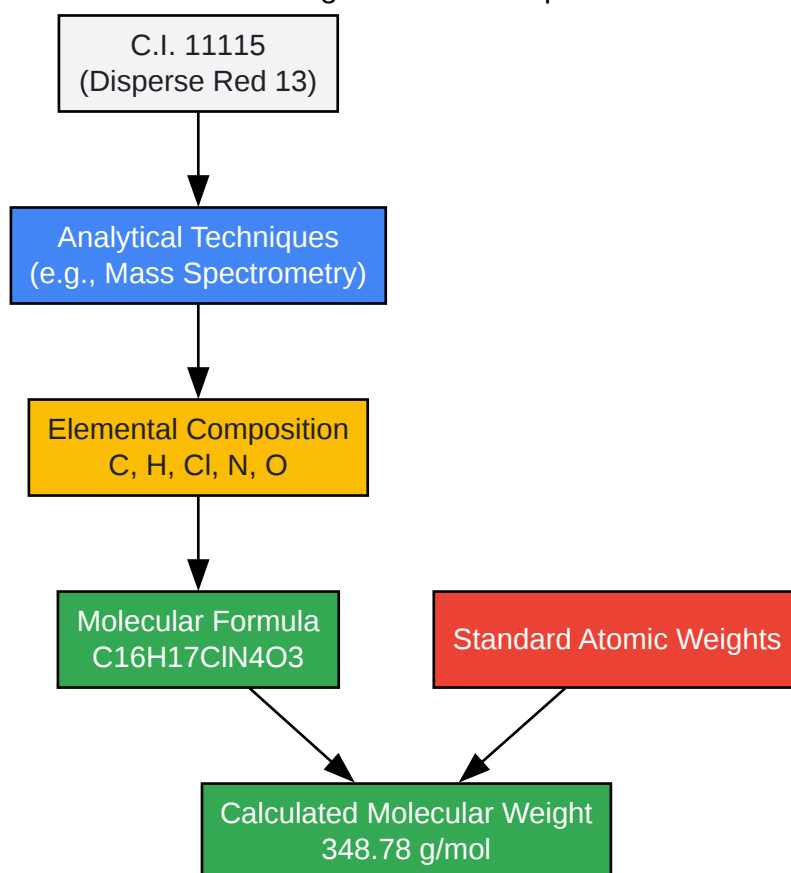 C.I. 11115
(Disperse Red 13)
Analytical Techniques
(e.g., Mass Spectrometry)
Elemental Composition
C, H, Cl, N, O
Molecular Formula
C16H17ClN4O3
Standard Atomic Weights
Calculated Molecular Weight
348.78 g/mol